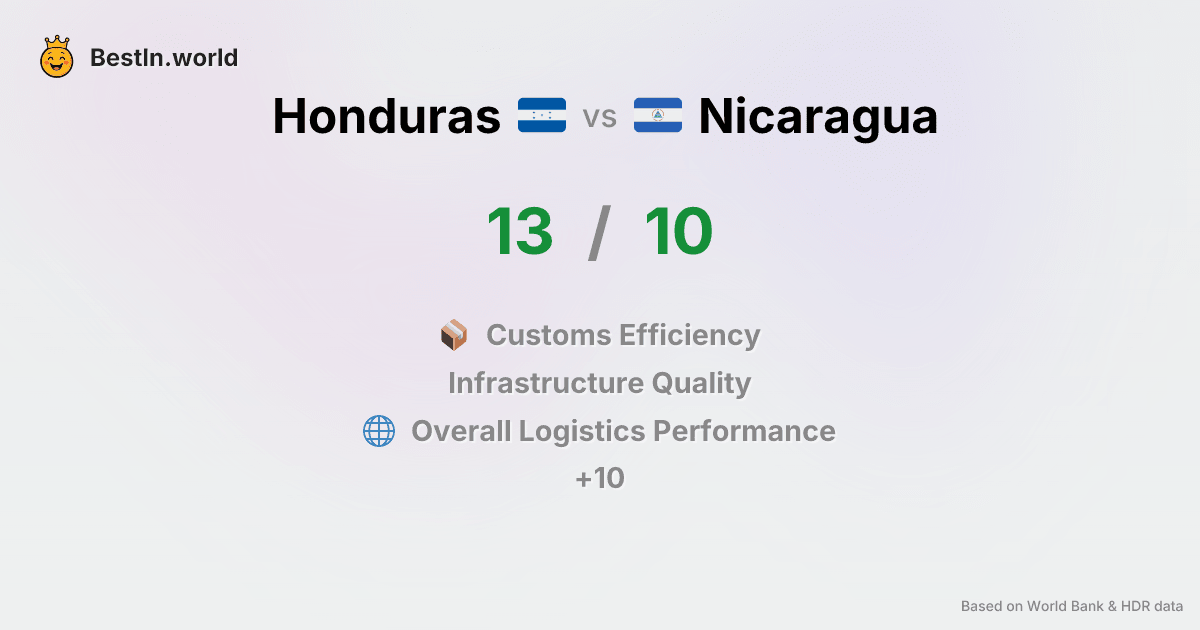 BestIn.world
Honduras vs Nicaragua
13 / 10
Customs Efficiency
Infrastructure Quality
Overall Logistics Performance
+10
Based on World Bank & HDR data